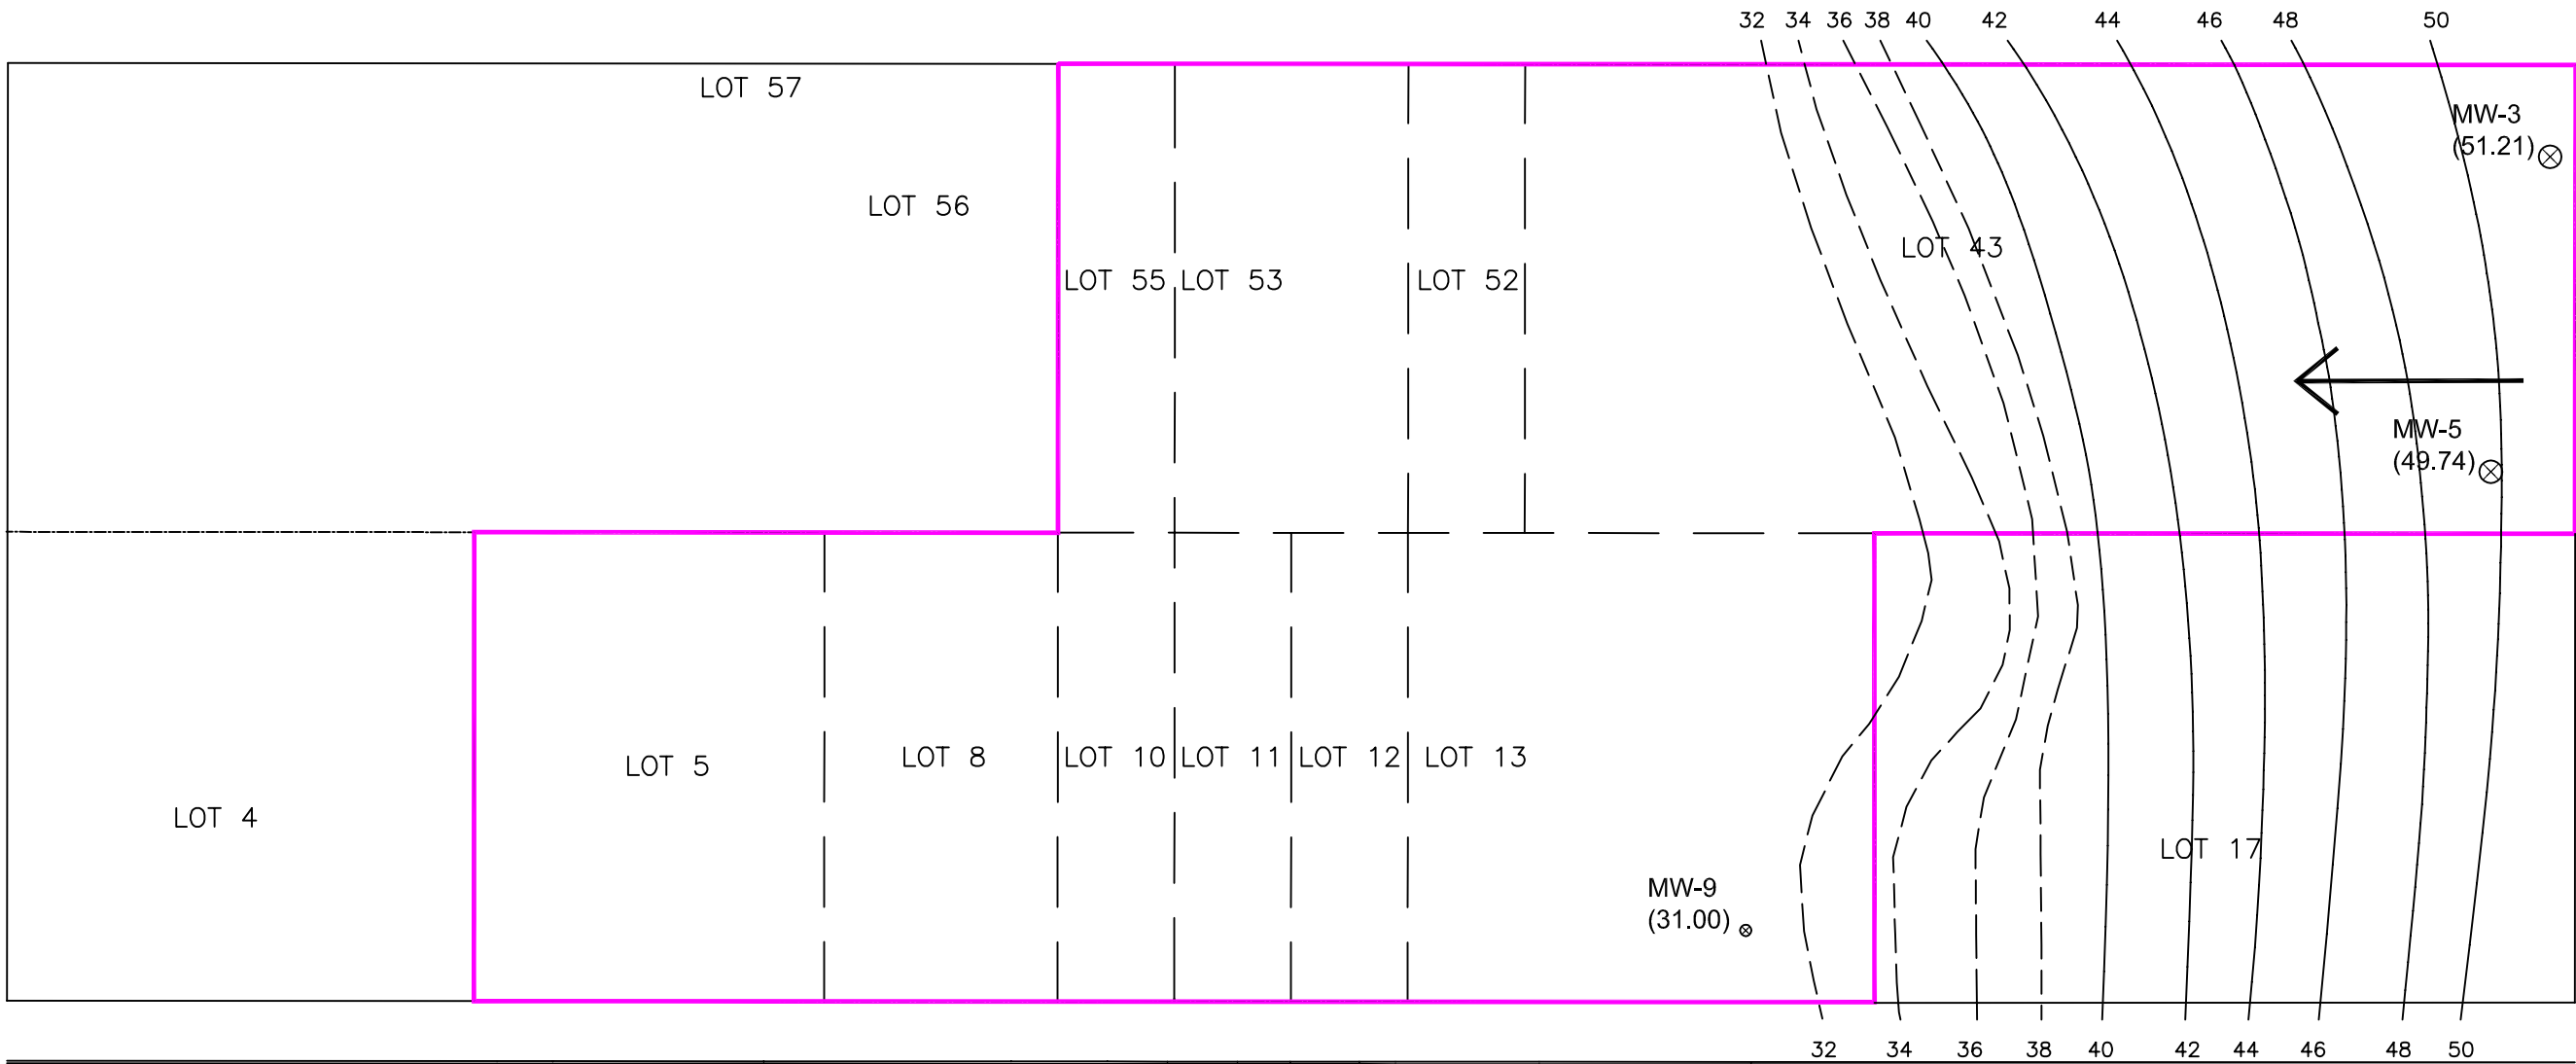 32 34 36 38 40 42 44 46 48 50
LOT 57
MW-3
(51.21)
LOT 56
LOT 43
LOT 55
LOT 53
LOT 52
MW-5
(49.74)
LOT 5
LOT 8
LOT 10
LOT 11
LOT 12
LOT 13
LOT 4
LOT 17
MW-9
(31.00)
32 34 36 38 40 42 44 46 48 50